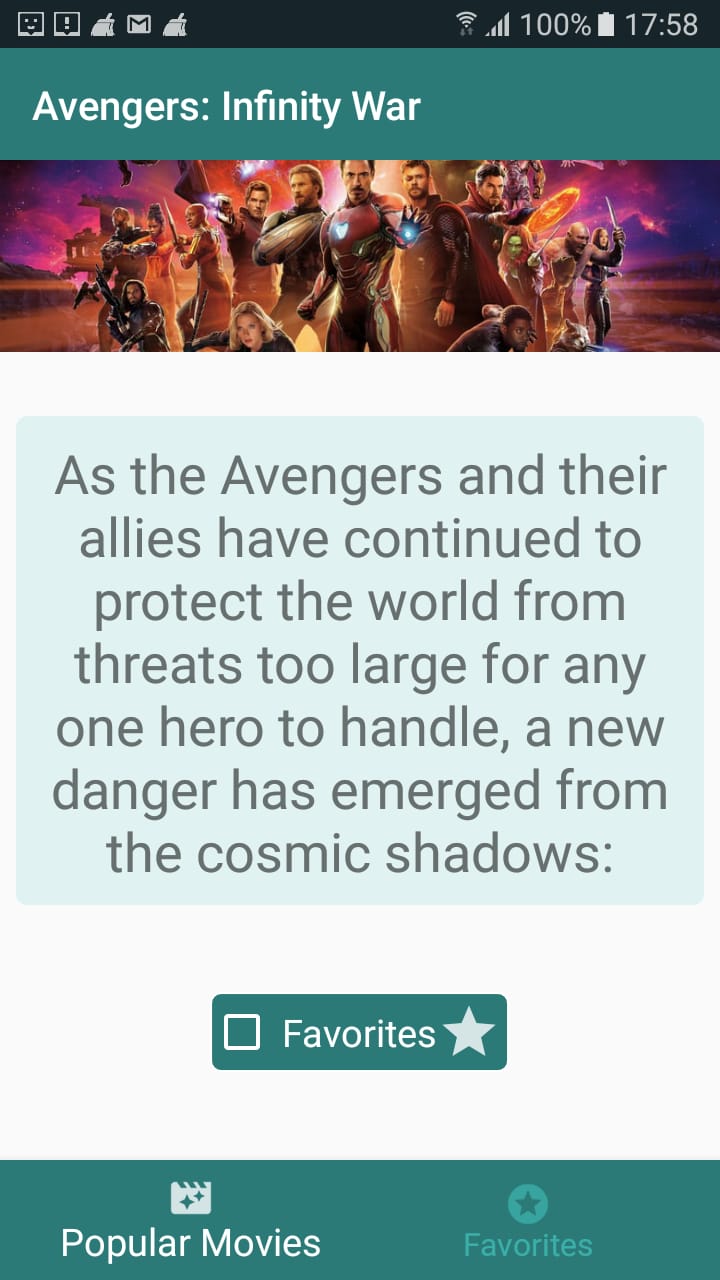 100% 17:58
Avengers: Infinity War
As the Avengers and their
allies have continued to
protect the world from
threats too large for any
one hero to handle, a new
danger has emerged from
the cosmic shadows:
Favorites
Popular Movies
Favorites